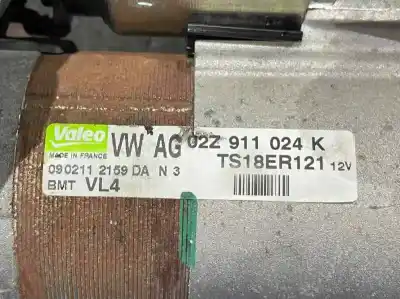 Valeo VW AG 02Z 911 024 K
MADE IN FRANCE TS18ER121 12V
090211 2159 DA N 3
BMT VL4